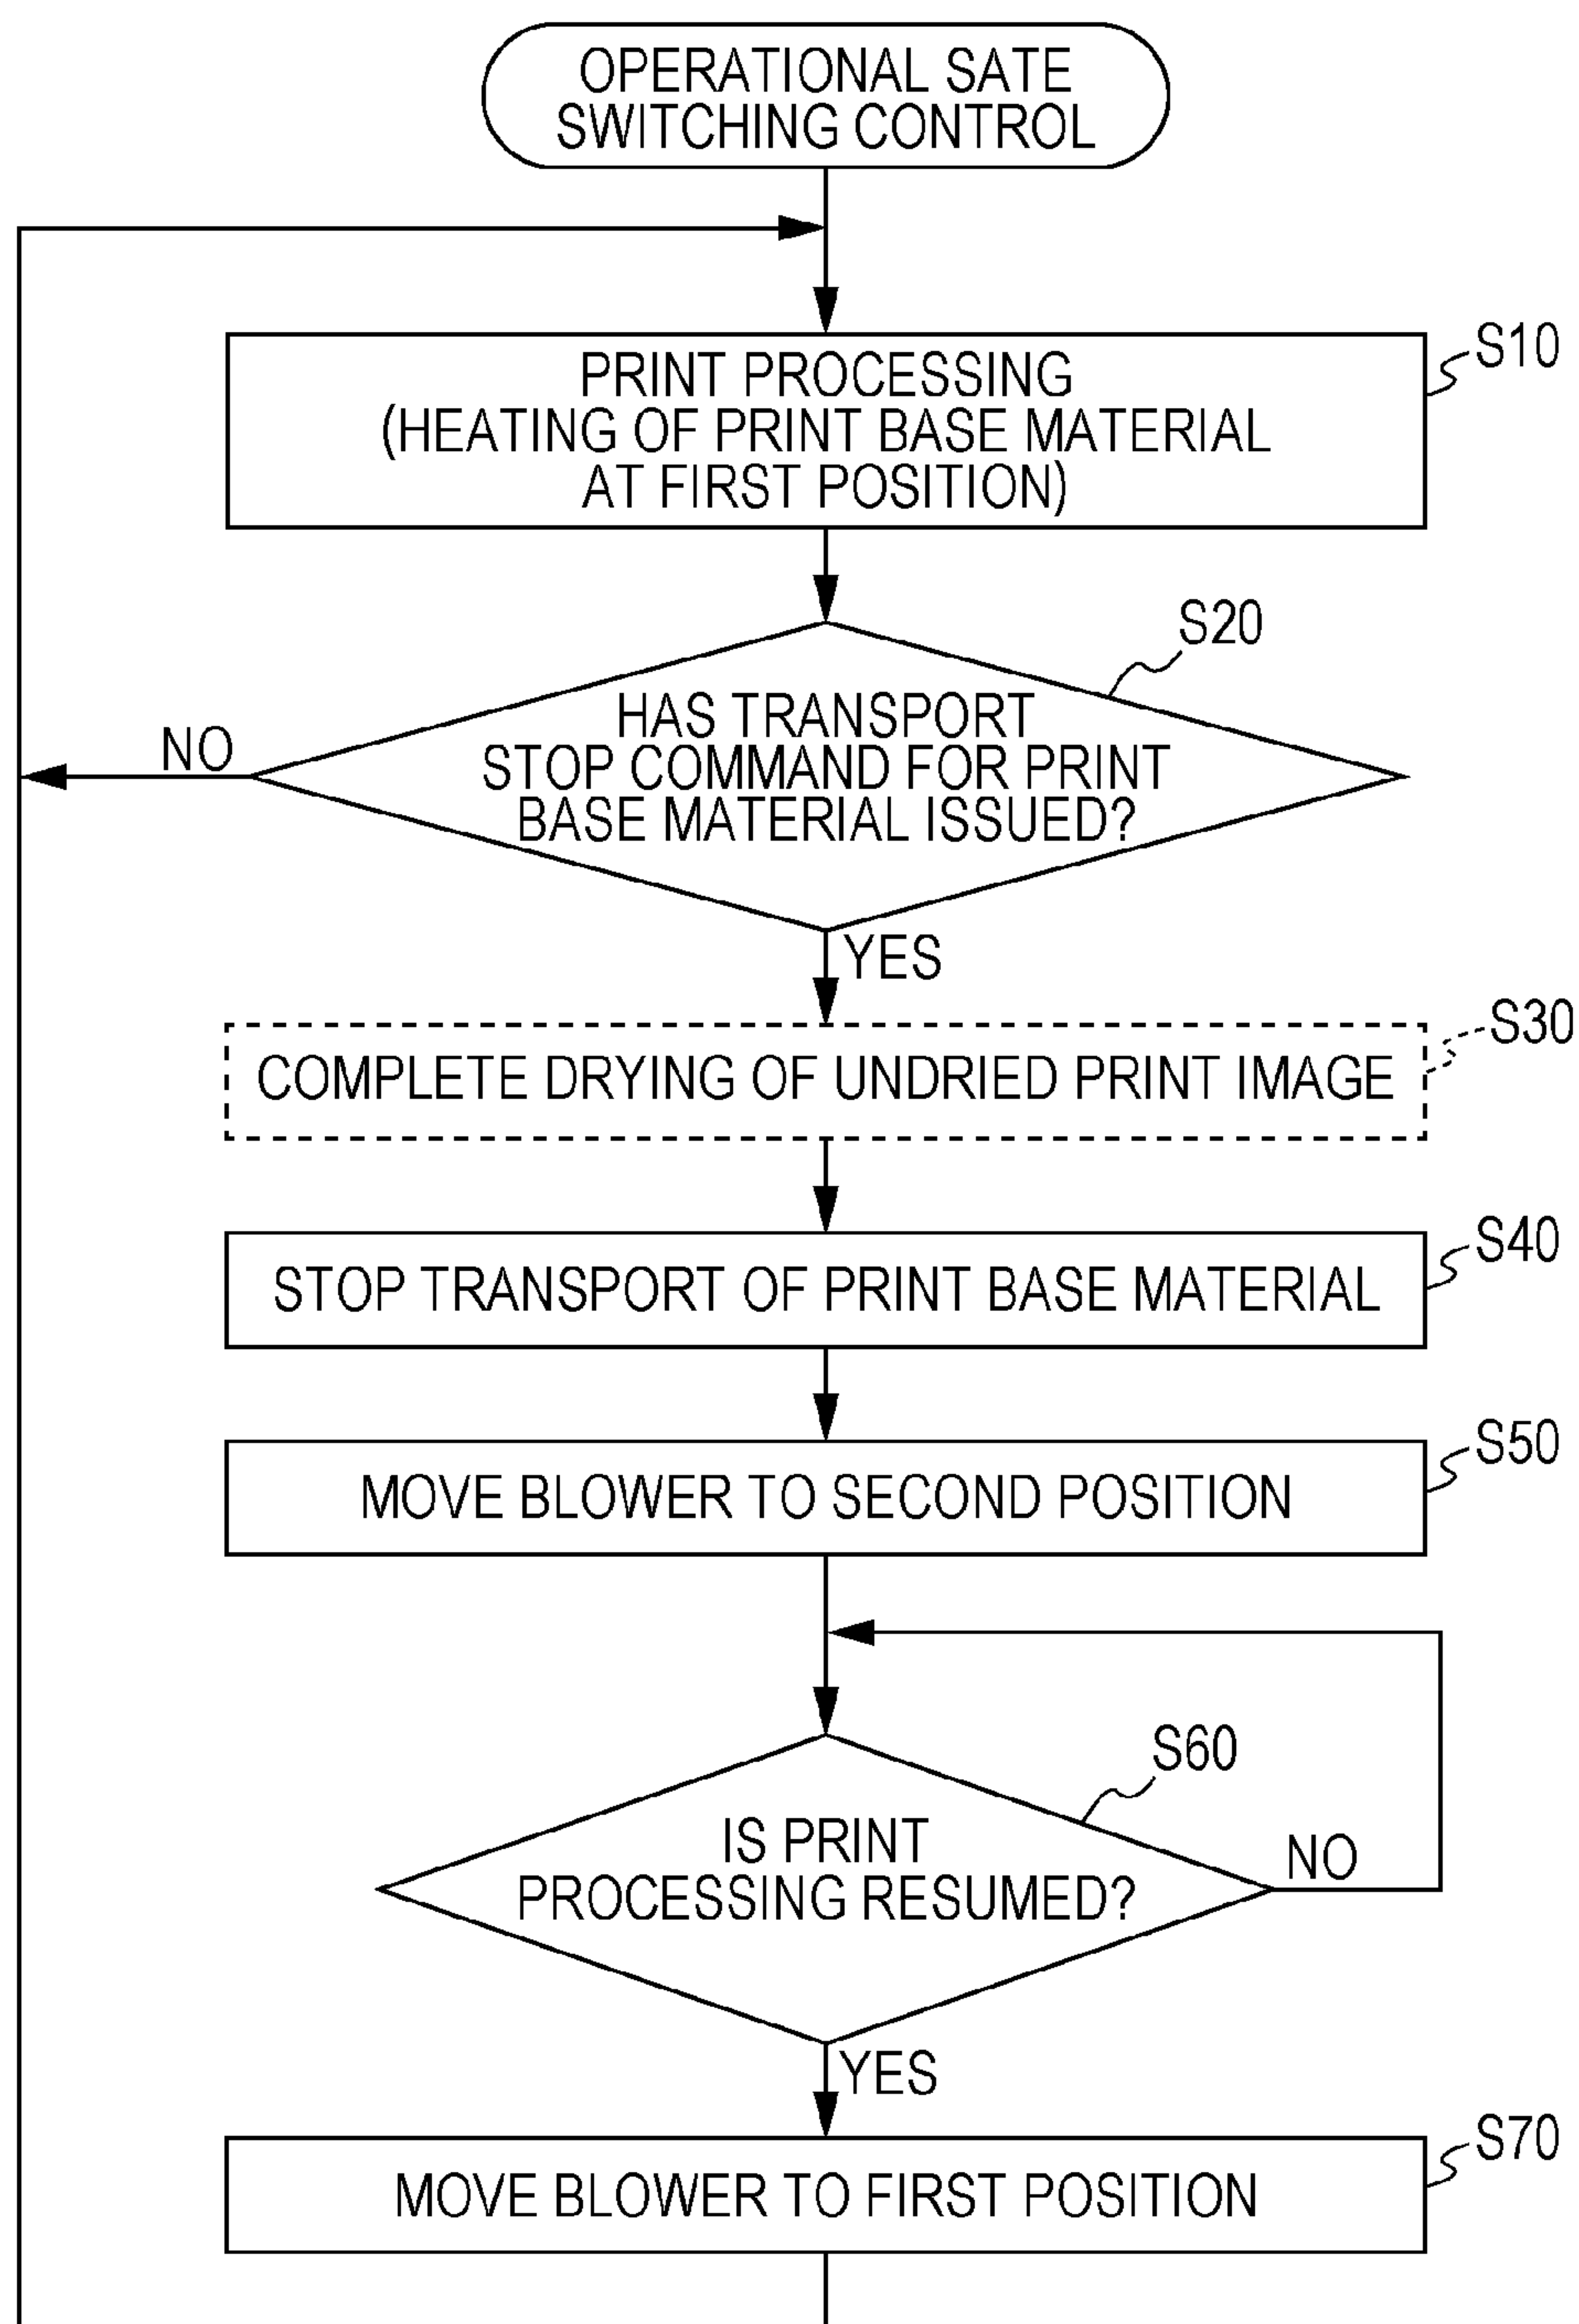 OPERATIONAL SATE
SWITCHING CONTROL
PRINT PROCESSING
(HEATING OF PRINT BASE MATERIAL
AT FIRST POSITION)
S10
HAS TRANSPORT
STOP COMMAND FOR PRINT
BASE MATERIAL ISSUED?
S20
NO
YES
COMPLETE DRYING OF UNDRIED PRINT IMAGE
S30
STOP TRANSPORT OF PRINT BASE MATERIAL
S40
MOVE BLOWER TO SECOND POSITION
S50
IS PRINT
PROCESSING RESUMED?
S60
NO
YES
MOVE BLOWER TO FIRST POSITION
S70